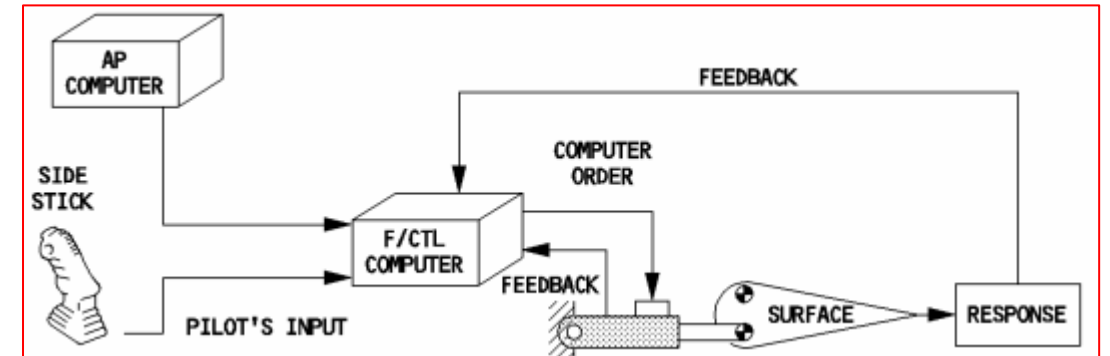 AP
COMPUTER
FEEDBACK
COMPUTER
ORDER
SIDE
STICK
F/CTL
COMPUTER
FEEDBACK
PILOT'S INPUT
SURFACE
RESPONSE